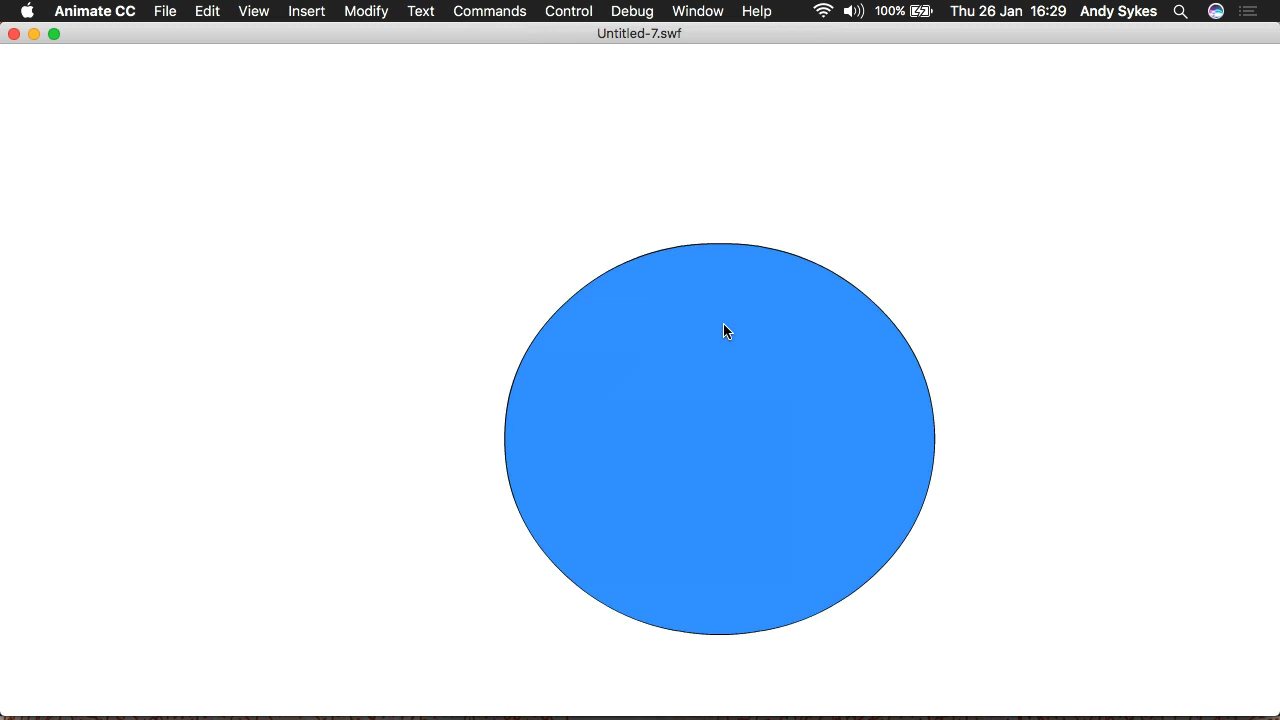 Animate CC File Edit View Insert Modify Text Commands Control Debug Window Help 100% Thu 26 Jan 16:29 Andy Sykes
Untitled-7.swf